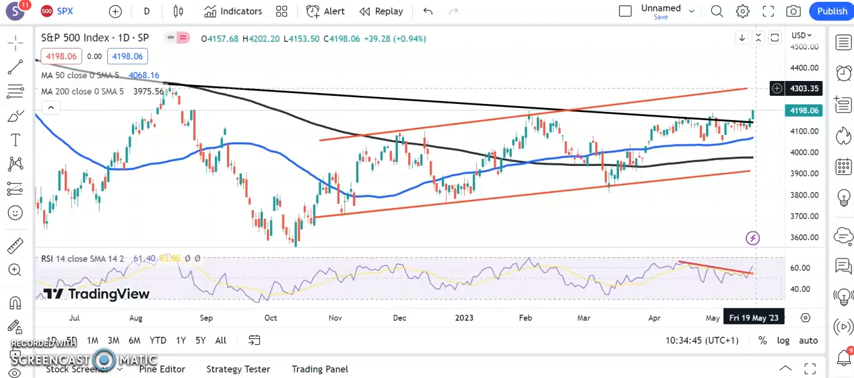 S 11 SPX D Indicators Alert Replay Unnamed Save Publish
S&P 500 Index · 1D · SP O4157.68 H4202.20 L4153.50 C4198.06 +39.28 (+0.94%) USD
4198.06 0.00 4198.06
MA 50 close 0 SMA 5 4068.16
MA 200 close 0 SMA 5 3975.56
4500.00
4400.00
4303.35
4198.06
4100.00
4000.00
3900.00
3800.00
3700.00
3600.00
RSI 14 close SMA 14 2 61.40 Ø Ø
60.00
40.00
TradingView
Jul Aug Sep Oct Nov Dec 2023 Feb Mar Apr May Fri 19 May '23
RECORDED WITH
SCREENCAST MATIC
5D 1M 3M 6M YTD 1Y 5Y All 10:34:45 (UTC+1) % log auto
Stock Screener Pine Editor Strategy Tester Trading Panel